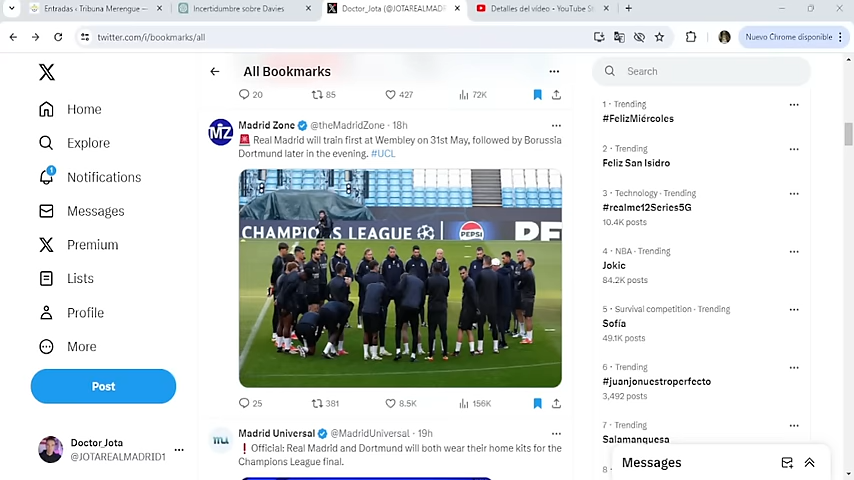 Entradas ‹ Tribuna Merengue —
Incertidumbre sobre Davies
Doctor_Jota (@JOTAREALMADR
Detalles del vídeo - YouTube St
twitter.com/i/bookmarks/all
Nuevo Chrome disponible
All Bookmarks
Search
20
85
427
72K
Home
Explore
1
Notifications
Messages
Premium
Lists
Profile
More
Post
Doctor_Jota
@JOTAREALMADRID1
MZ
Madrid Zone @theMadridZone · 18h
Real Madrid will train first at Wembley on 31st May, followed by Borussia
Dortmund later in the evening. #UCL
CHAMPIONS LEAGUE
PEPSI
25
381
8.5K
156K
mu
Madrid Universal @MadridUniversal · 19h
❗ Official: Real Madrid and Dortmund will both wear their home kits for the
Champions League final.
1 · Trending
#FelizMiércoles
2 · Trending
Feliz San Isidro
3 · Technology · Trending
#realme12Series5G
10.4K posts
4 · NBA · Trending
Jokic
84.2K posts
5 · Survival competition · Trending
Sofía
49.1K posts
6 · Trending
#juanjonuestroperfecto
3,492 posts
7 · Trending
Salamanquesa
8 ·
Messages